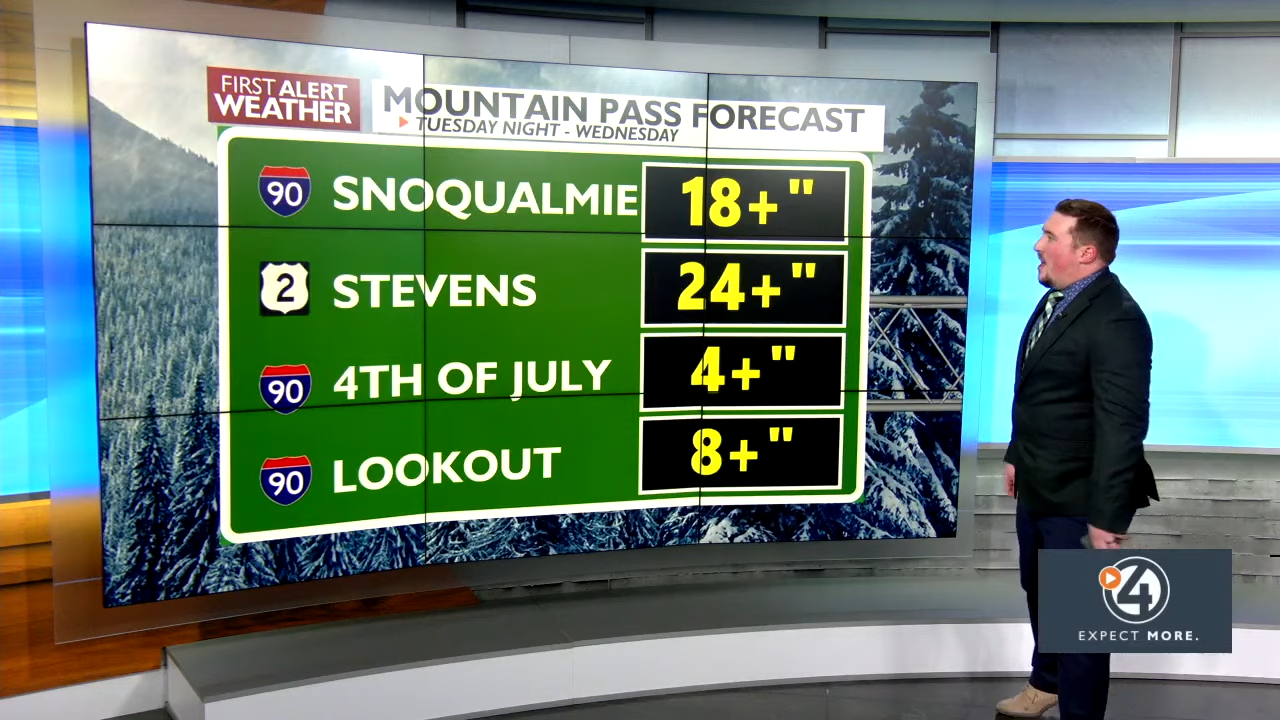 FIRST ALERT
WEATHER
MOUNTAIN PASS FORECAST
TUESDAY NIGHT - WEDNESDAY
90 SNOQUALMIE 18+"
2 STEVENS 24+"
90 4TH OF JULY 4+"
90 LOOKOUT 8+"
4
EXPECT MORE.